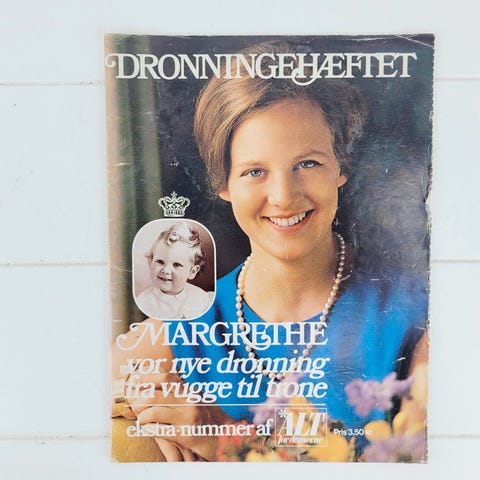 DRONNINGEHÆFTET
MARGRETHE
vor nye dronning
fra vugge til trone
ekstra-nummer af ALT for damerne
Pris 3.50 kr.